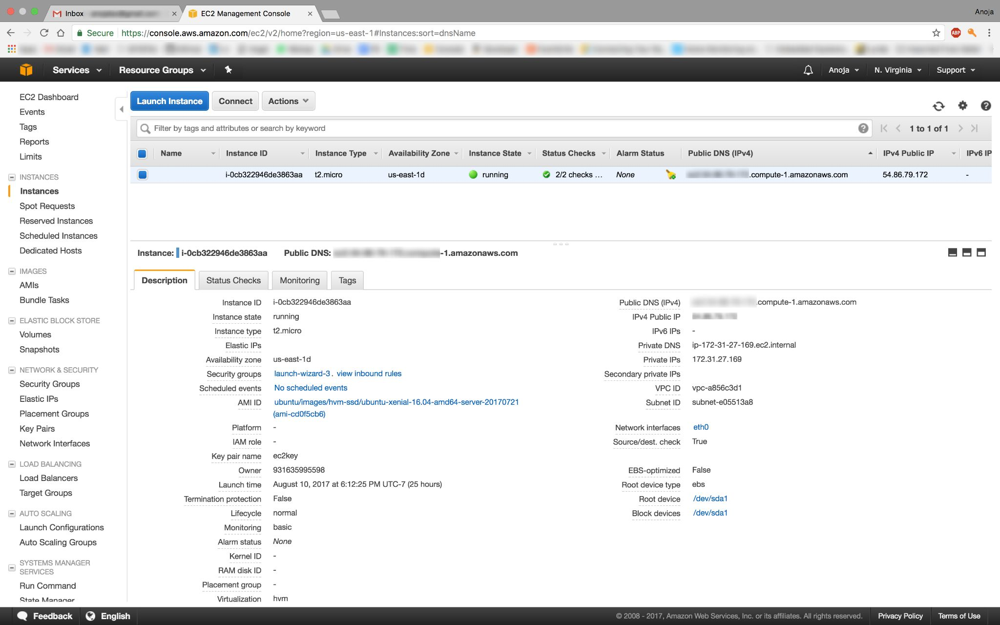 Inbox
EC2 Management Console
Anoja
Secure https://console.aws.amazon.com/ec2/v2/home?region=us-east-1#Instances:sort=dnsName
ABP
Services
Resource Groups
Anoja
N. Virginia
Support
EC2 Dashboard
Events
Tags
Reports
Limits
INSTANCES
Instances
Spot Requests
Reserved Instances
Scheduled Instances
Dedicated Hosts
IMAGES
AMIs
Bundle Tasks
ELASTIC BLOCK STORE
Volumes
Snapshots
NETWORK & SECURITY
Security Groups
Elastic IPs
Placement Groups
Key Pairs
Network Interfaces
LOAD BALANCING
Load Balancers
Target Groups
AUTO SCALING
Launch Configurations
Auto Scaling Groups
SYSTEMS MANAGER
SERVICES
Run Command
State Manager
Launch Instance Connect Actions
Filter by tags and attributes or search by keyword
1 to 1 of 1
Name Instance ID Instance Type Availability Zone Instance State Status Checks Alarm Status Public DNS (IPv4) IPv4 Public IP IPv6 IP
i-0cb322946de3863aa t2.micro us-east-1d running 2/2 checks ... None .compute-1.amazonaws.com 54.86.79.172 -
Instance: i-0cb322946de3863aa Public DNS: -1.amazonaws.com
Description Status Checks Monitoring Tags
Instance ID i-0cb322946de3863aa
Instance state running
Instance type t2.micro
Elastic IPs
Availability zone us-east-1d
Security groups launch-wizard-3. view inbound rules
Scheduled events No scheduled events
AMI ID ubuntu/images/hvm-ssd/ubuntu-xenial-16.04-amd64-server-20170721
(ami-cd0f5cb6)
Platform -
IAM role -
Key pair name ec2key
Owner 931635995598
Launch time August 10, 2017 at 6:12:25 PM UTC-7 (25 hours)
Termination protection False
Lifecycle normal
Monitoring basic
Alarm status None
Kernel ID -
RAM disk ID -
Placement group -
Virtualization hvm
Public DNS (IPv4) .compute-1.amazonaws.com
IPv4 Public IP
IPv6 IPs -
Private DNS ip-172-31-27-169.ec2.internal
Private IPs 172.31.27.169
Secondary private IPs
VPC ID vpc-a856c3d1
Subnet ID subnet-e05513a8
Network interfaces eth0
Source/dest. check True
EBS-optimized False
Root device type ebs
Root device /dev/sda1
Block devices /dev/sda1
Feedback
English
© 2008 - 2017, Amazon Web Services, Inc. or its affiliates. All rights reserved.
Privacy Policy
Terms of Use